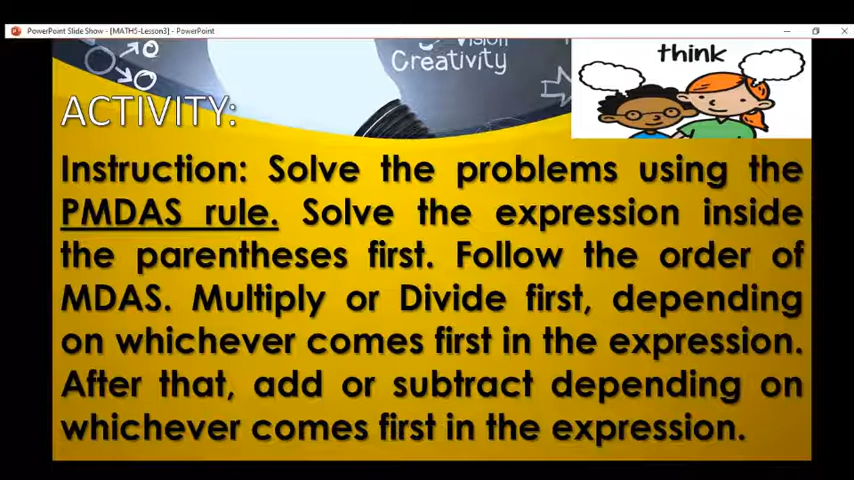 PowerPoint Slide Show - [MATH5-Lesson3] - PowerPoint
Vision
Creativity
think
ACTIVITY:
Instruction: Solve the problems using the
PMDAS rule. Solve the expression inside
the parentheses first. Follow the order of
MDAS. Multiply or Divide first, depending
on whichever comes first in the expression.
After that, add or subtract depending on
whichever comes first in the expression.